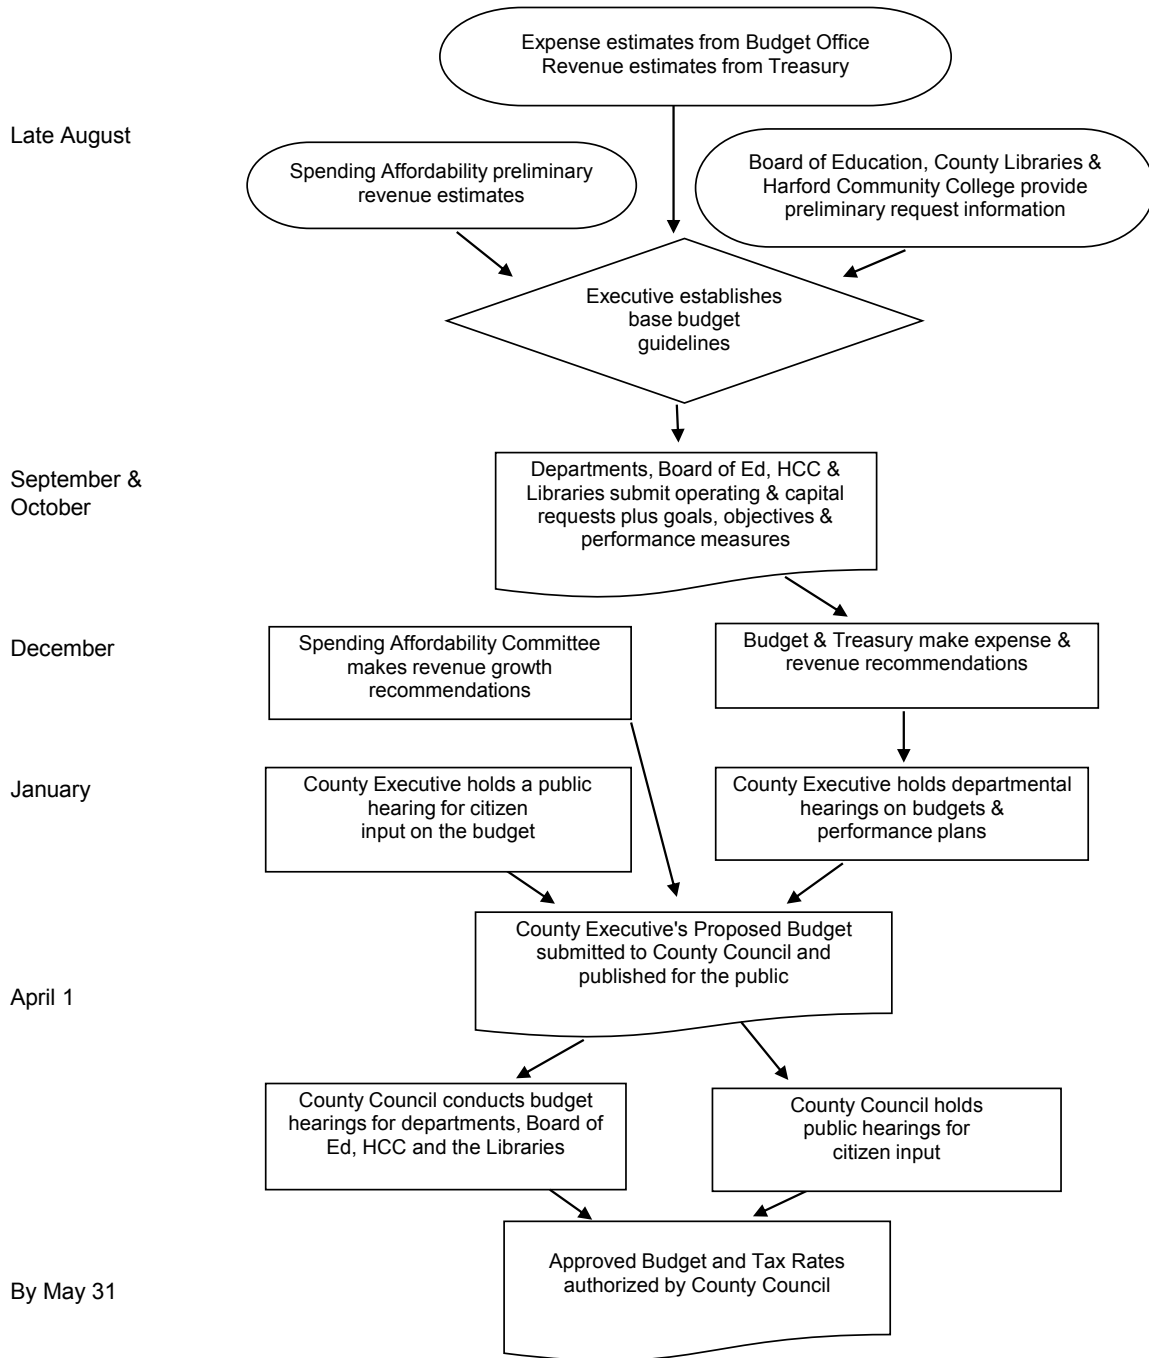 Expense estimates from Budget Office
Revenue estimates from Treasury
Late August
Spending Affordability preliminary
revenue estimates
Board of Education, County Libraries &
Harford Community College provide
preliminary request information
Executive establishes
base budget
guidelines
September &
October
Departments, Board of Ed, HCC &
Libraries submit operating & capital
requests plus goals, objectives &
performance measures
December
Spending Affordability Committee
makes revenue growth
recommendations
Budget & Treasury make expense &
revenue recommendations
January
County Executive holds a public
hearing for citizen
input on the budget
County Executive holds departmental
hearings on budgets &
performance plans
County Executive's Proposed Budget
submitted to County Council and
published for the public
April 1
County Council conducts budget
hearings for departments, Board of
Ed, HCC and the Libraries
County Council holds
public hearings for
citizen input
Approved Budget and Tax Rates
authorized by County Council
By May 31